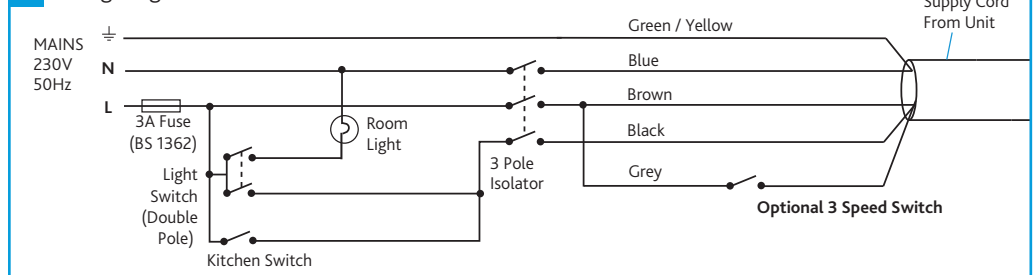 Supply Cord
From Unit
Green / Yellow
MAINS
230V
50Hz
N
Blue
L
Brown
3A Fuse
(BS 1362)
Room
Light
Black
3 Pole
Isolator
Light
Switch
(Double
Pole)
Grey
Optional 3 Speed Switch
Kitchen Switch